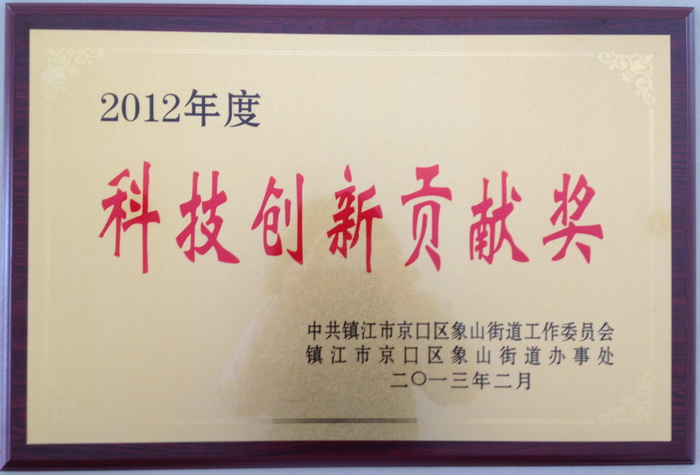 2012年度
科技创新贡献奖
中共镇江市京口区象山街道工作委员会
镇江市京口区象山街道办事处
二〇一三年二月